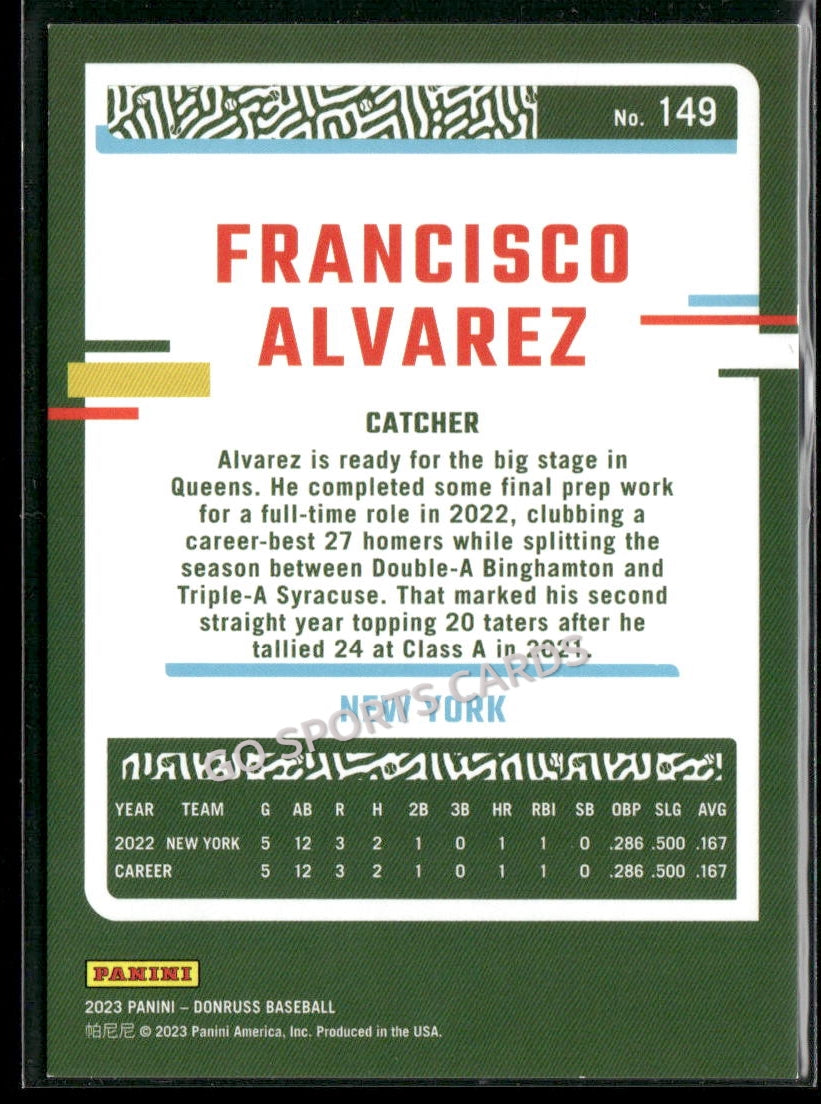 No. 149
FRANCISCO
ALVAREZ
CATCHER
Alvarez is ready for the big stage in
Queens. He completed some final prep work
for a full-time role in 2022, clubbing a
career-best 27 homers while splitting the
season between Double-A Binghamton and
Triple-A Syracuse. That marked his second
straight year topping 20 taters after he
tallied 24 at Class A in 2021.
NEW YORK
GO SPORTS CARDS
YEAR TEAM G AB R H 2B 3B HR RBI SB OBP SLG AVG
2022 NEW YORK 5 12 3 2 1 0 1 1 0 .286 .500 .167
CAREER 5 12 3 2 1 0 1 1 0 .286 .500 .167
PANINI
2023 PANINI – DONRUSS BASEBALL
帕尼尼 © 2023 Panini America, Inc. Produced in the USA.